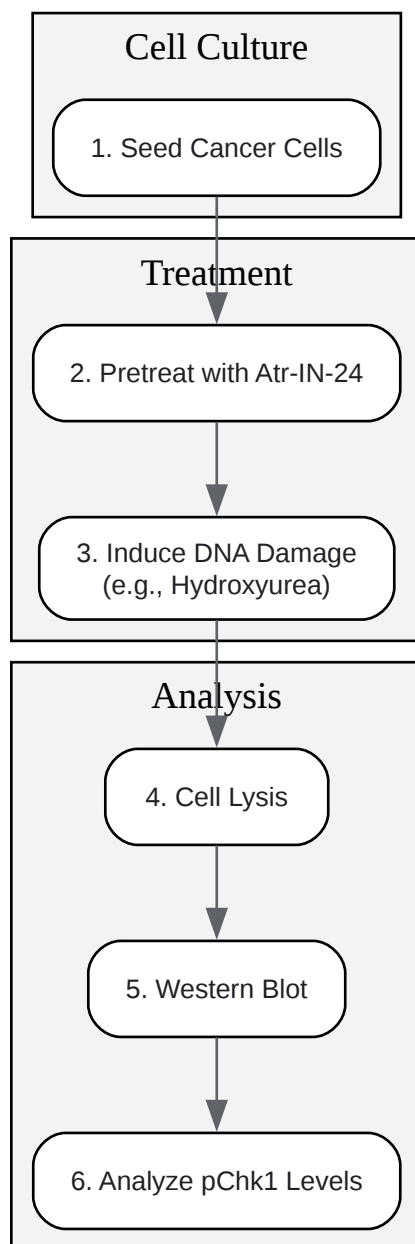 Cell Culture
1. Seed Cancer Cells
Treatment
2. Pretreat with Atr-IN-24
3. Induce DNA Damage
(e.g., Hydroxyurea)
Analysis
4. Cell Lysis
5. Western Blot
6. Analyze pChk1 Levels